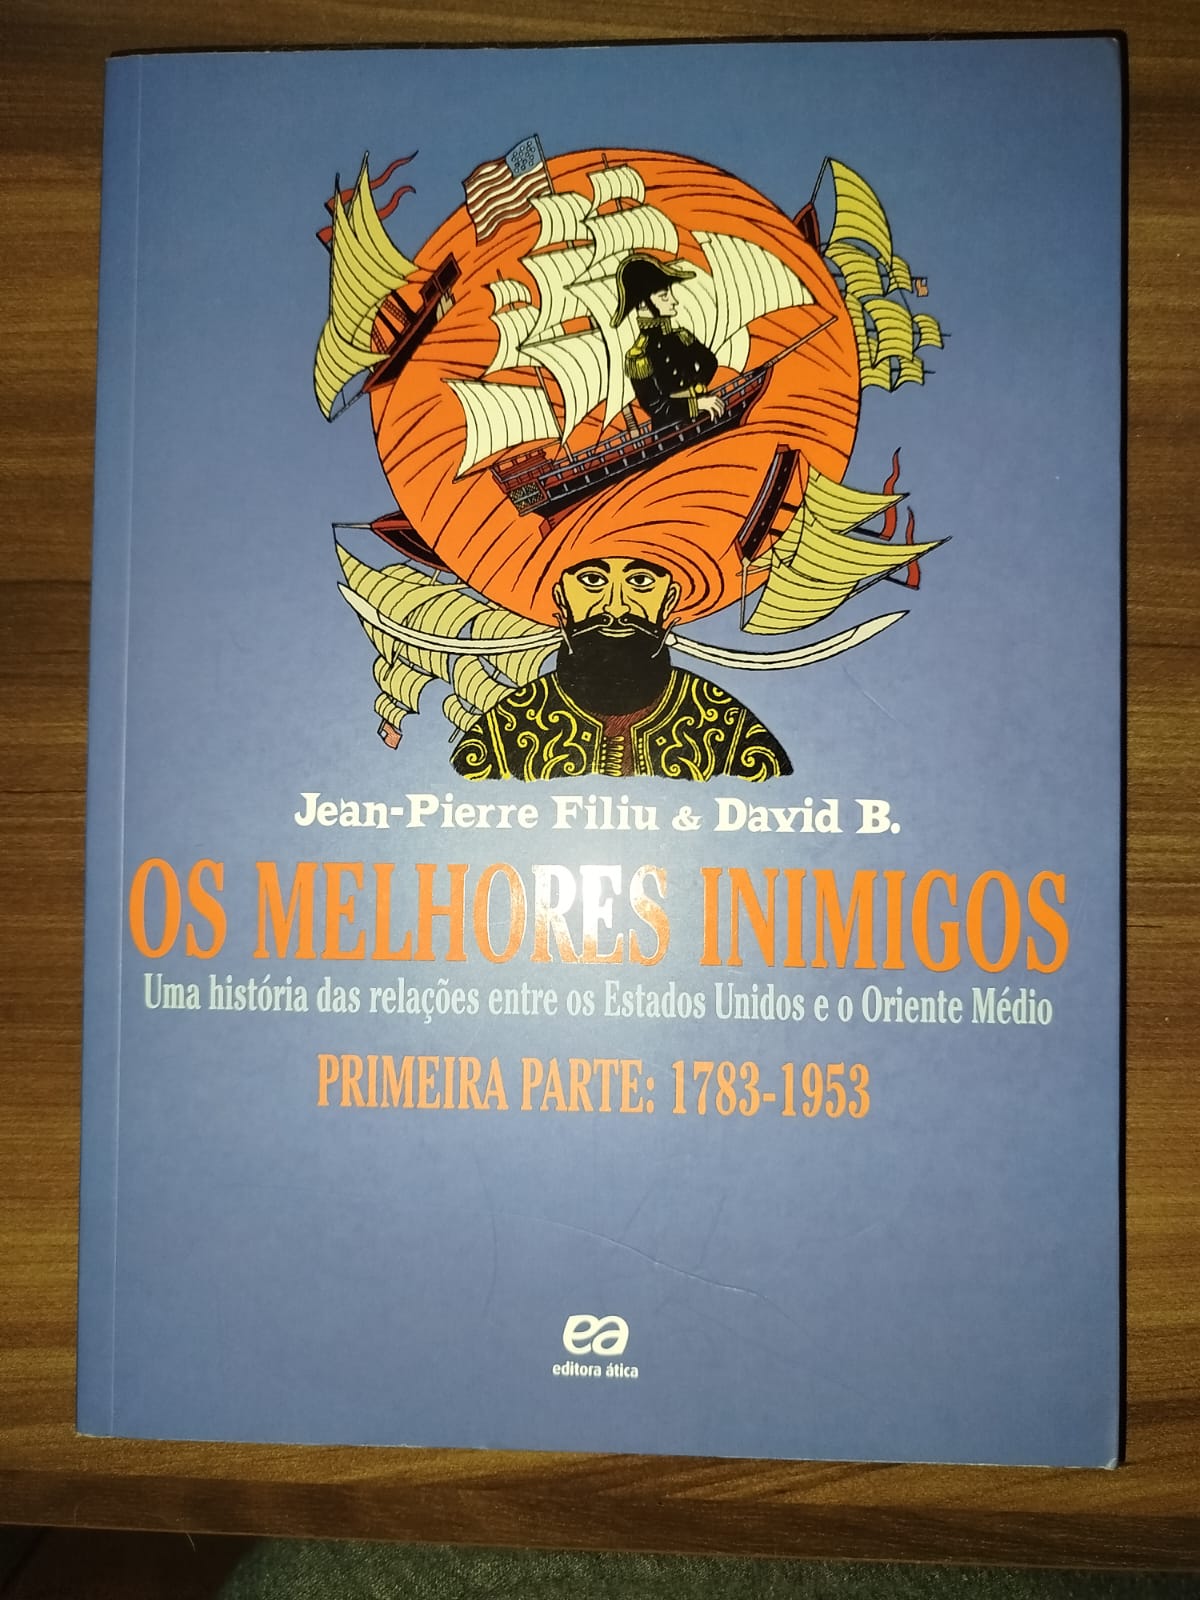 Jean-Pierre Filiu & David B.
OS MELHORES INIMIGOS
Uma história das relações entre os Estados Unidos e o Oriente Médio
PRIMEIRA PARTE: 1783-1953
ea
editora ática